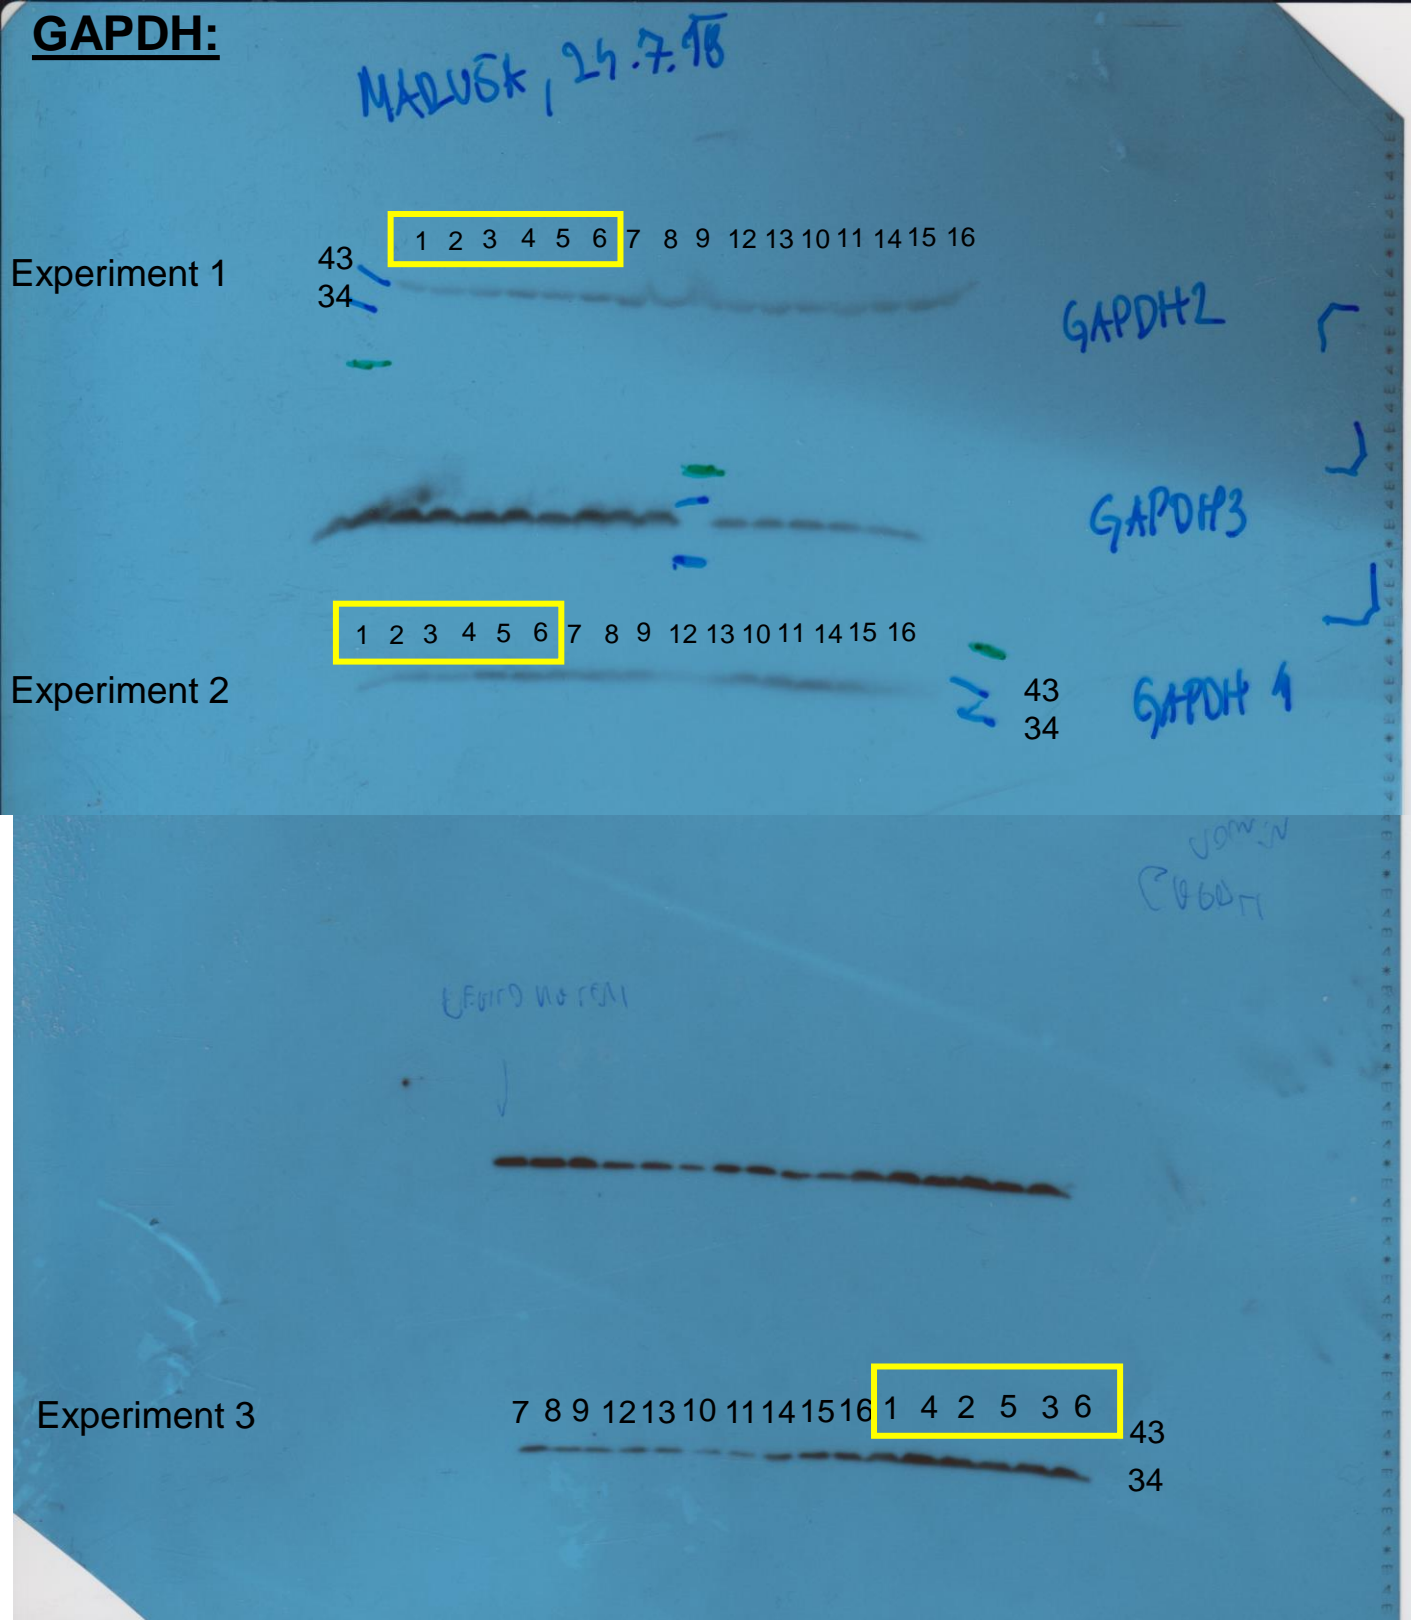 GAPDH:
MARUŠA, 24.7.18
1 2 3 4 5 6 7 8 9 12 13 10 11 14 15 16
43
Experiment 1
34
GAPDH2
GAPDH3
1 2 3 4 5 6 7 8 9 12 13 10 11 14 15 16
Experiment 2
43
34
GAPDH 4
7 8 9 12 13 10 11 14 15 16 1 4 2 5 3 6
Experiment 3
43
34